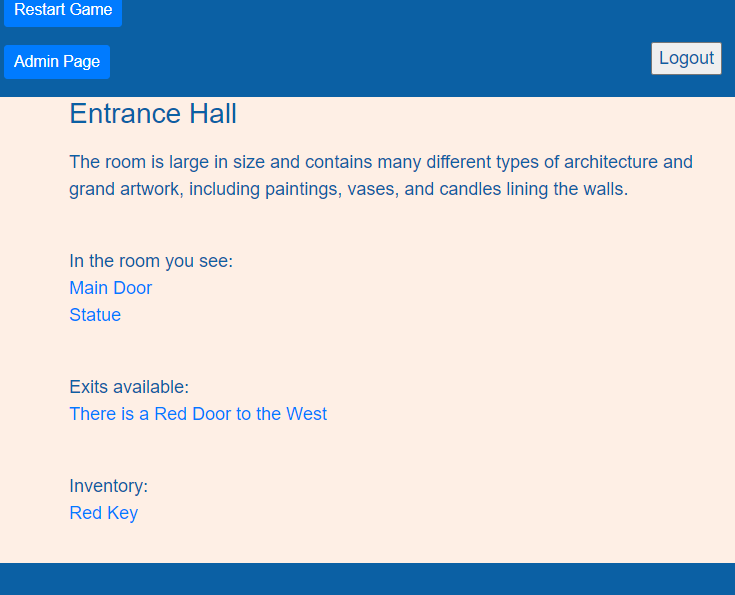 Restart Game
Admin Page
Logout
Entrance Hall
The room is large in size and contains many different types of architecture and
grand artwork, including paintings, vases, and candles lining the walls.
In the room you see:
Main Door
Statue
Exits available:
There is a Red Door to the West
Inventory:
Red Key